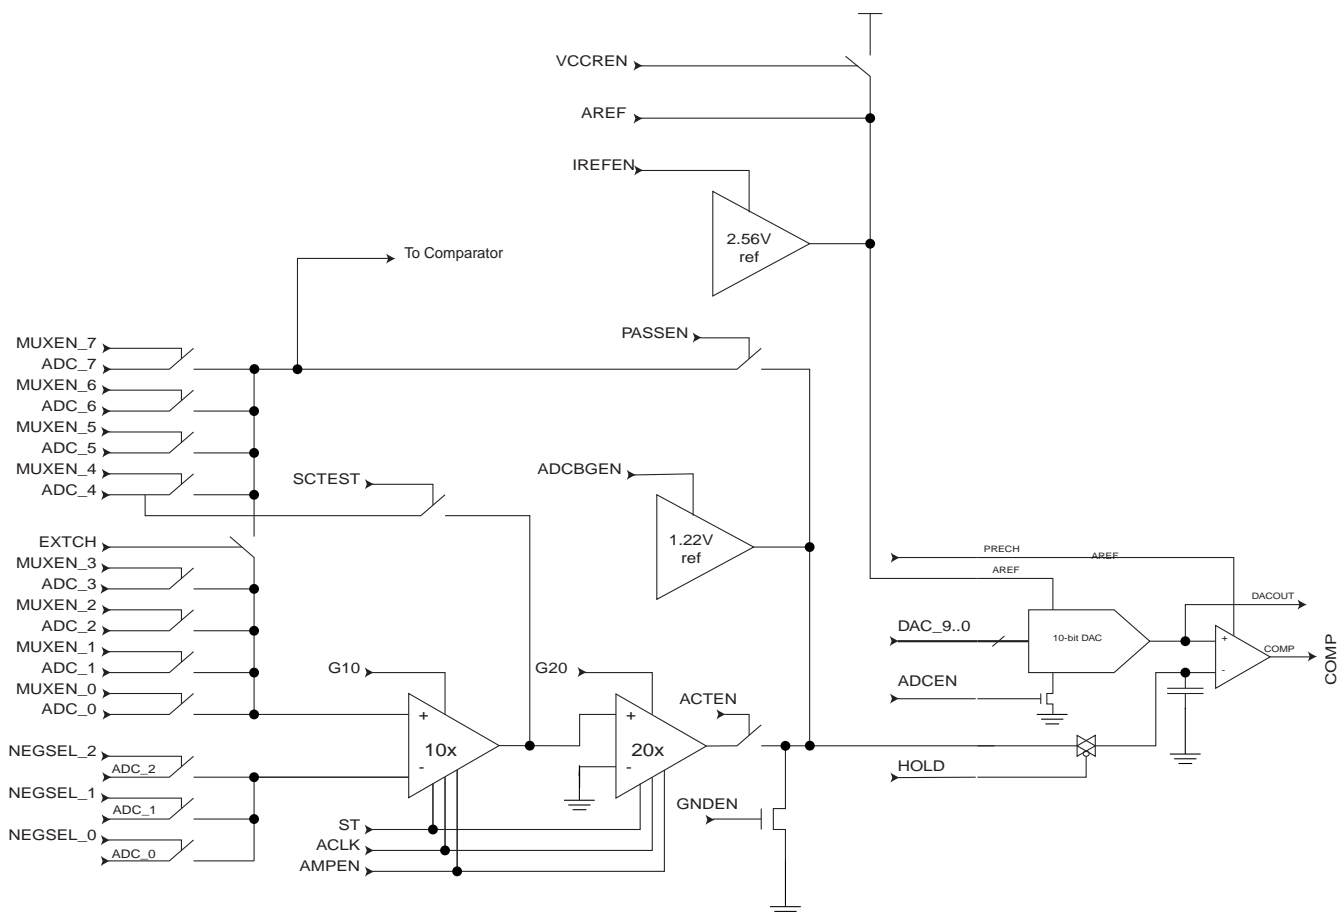 VCCREN
AREF
IREFEN
2.56V
ref
To Comparator
PASSEN
MUXEN_7
ADC_7
MUXEN_6
ADC_6
MUXEN_5
ADC_5
MUXEN_4
ADC_4
SCTEST
ADCBGEN
1.22V
ref
EXTCH
MUXEN_3
ADC_3
MUXEN_2
ADC_2
MUXEN_1
ADC_1
MUXEN_0
ADC_0
PRECH
AREF
AREF
DACOUT
DAC_9..0
10-bit DAC
+
-
COMP
COMP
ADCEN
G10
G20
ACTEN
+
10x
-
+
20x
-
HOLD
NEGSEL_2
ADC_2
NEGSEL_1
ADC_1
NEGSEL_0
ADC_0
GNDEN
ST
ACLK
AMPEN